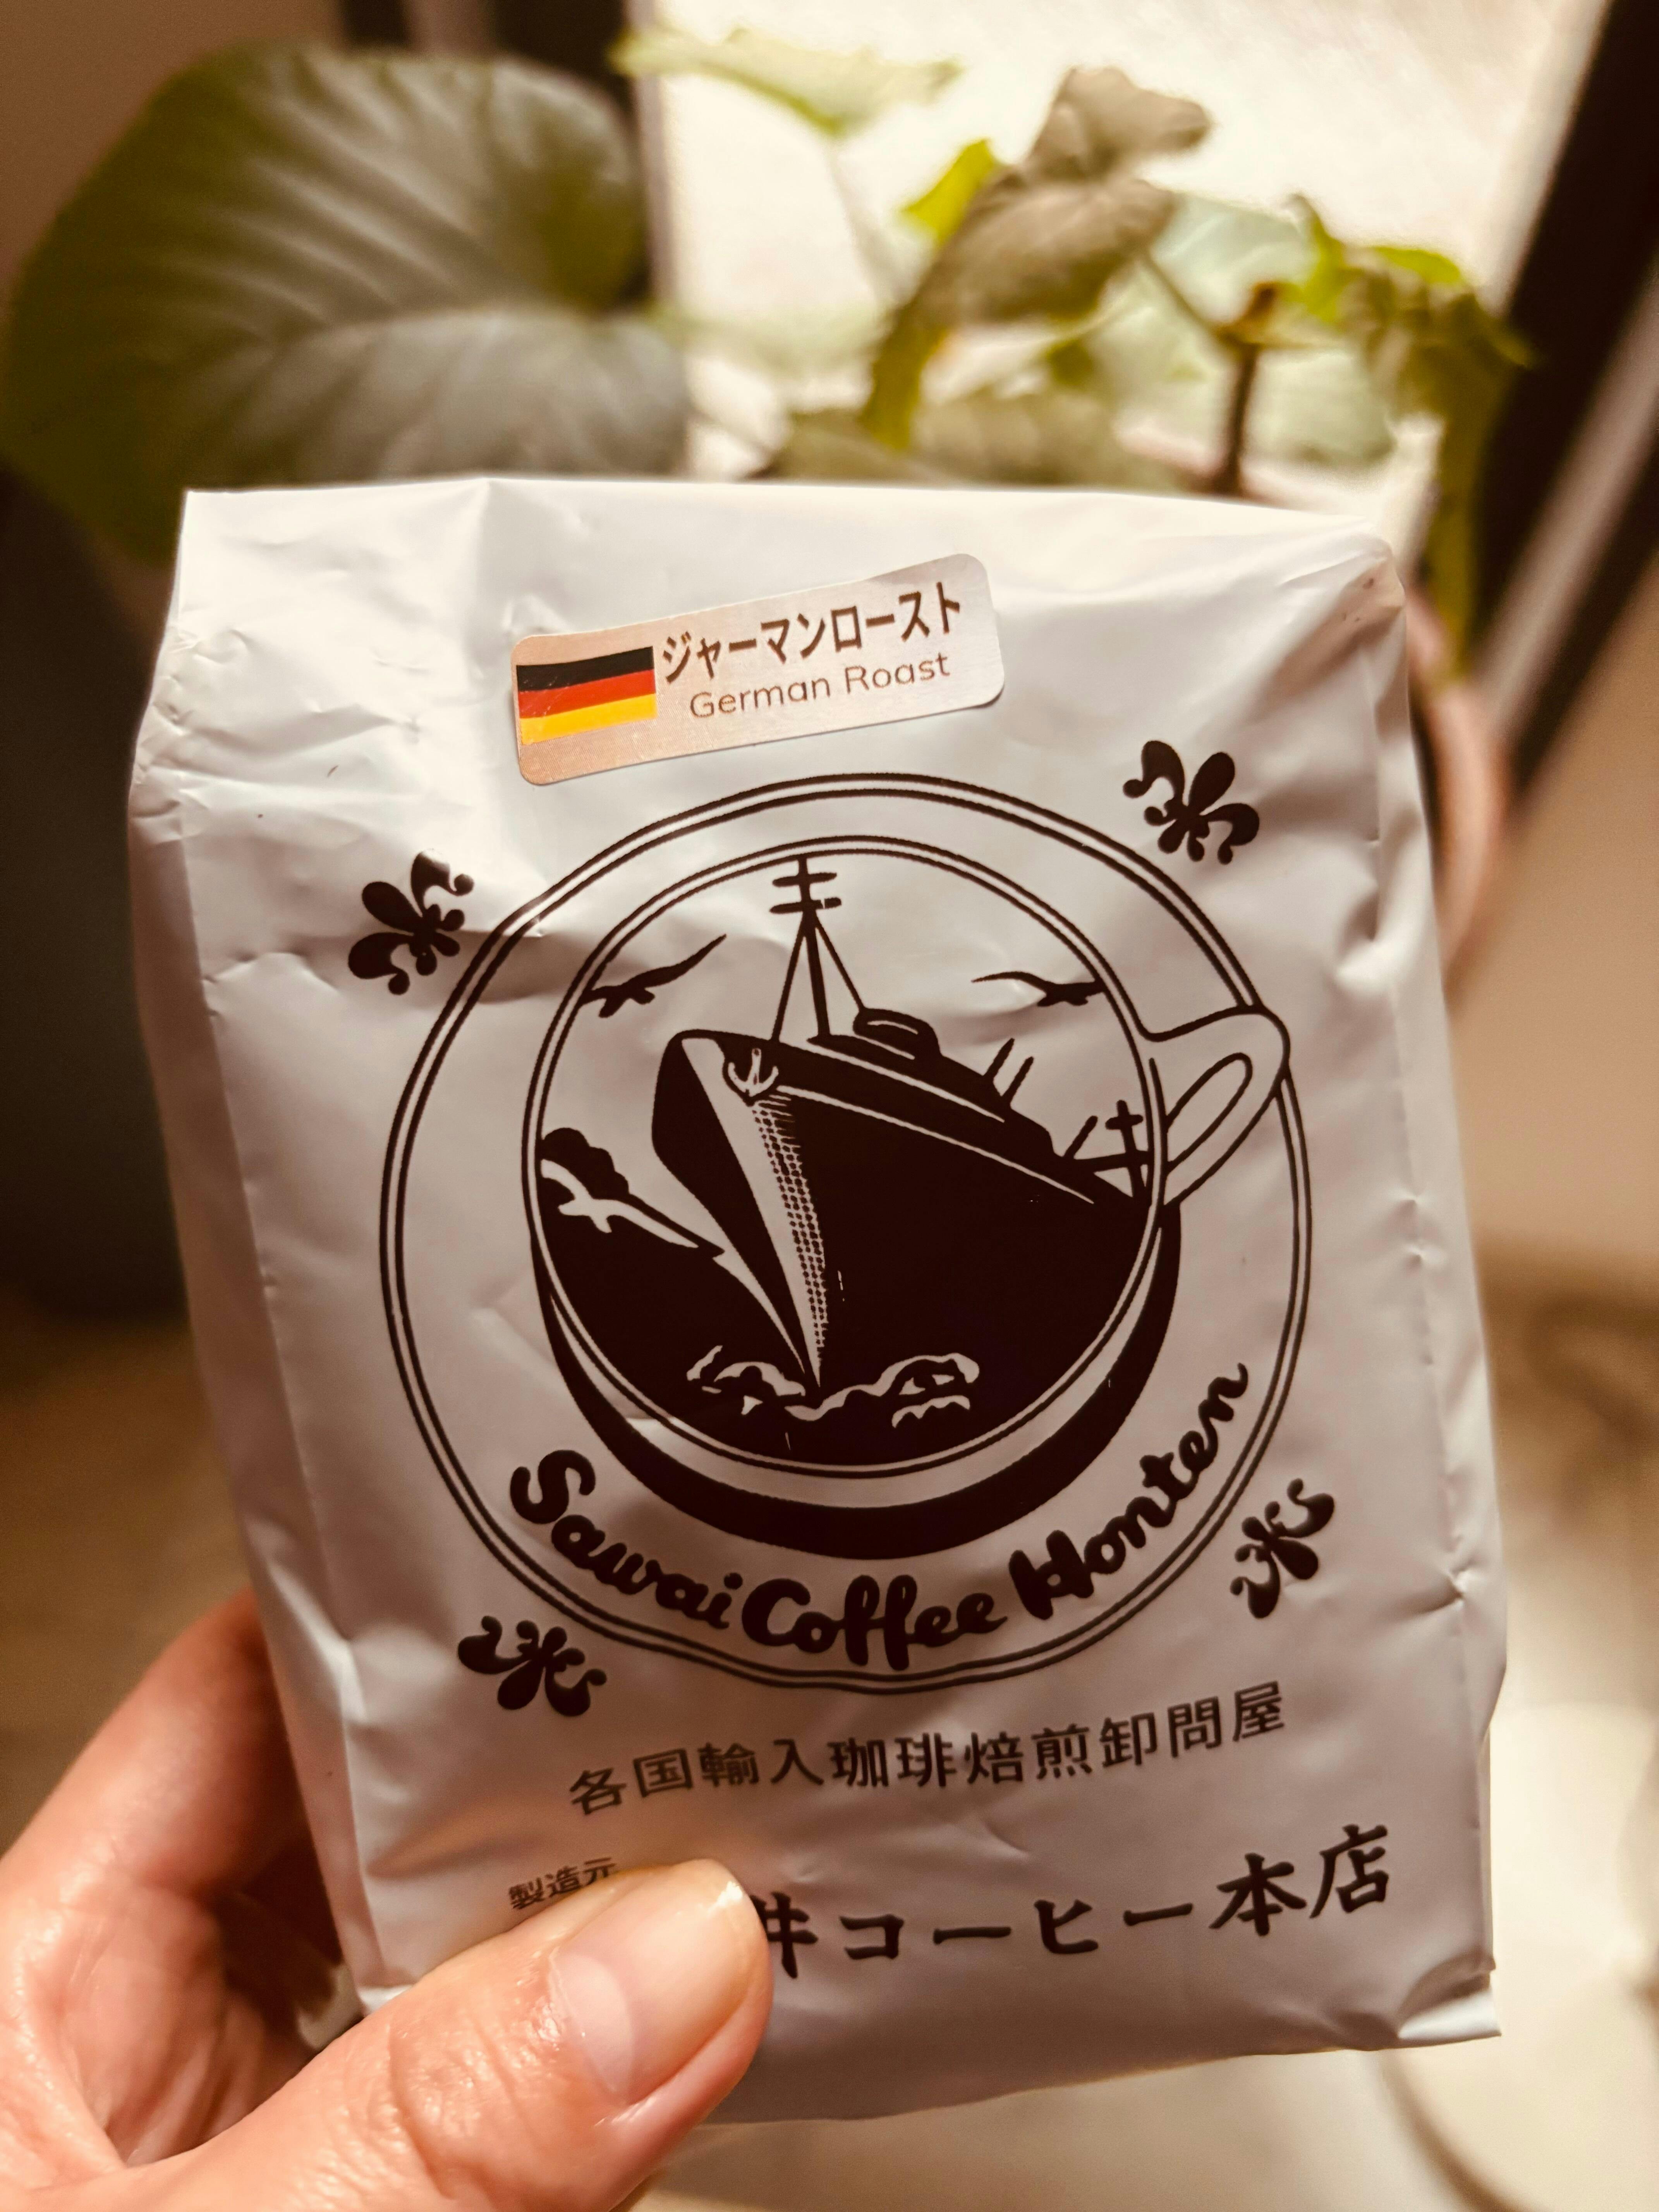 ジャーマンロースト
German Roast
Sawai Coffee Honten
各国輸入珈琲焙煎卸問屋
製造元
井コーヒー本店